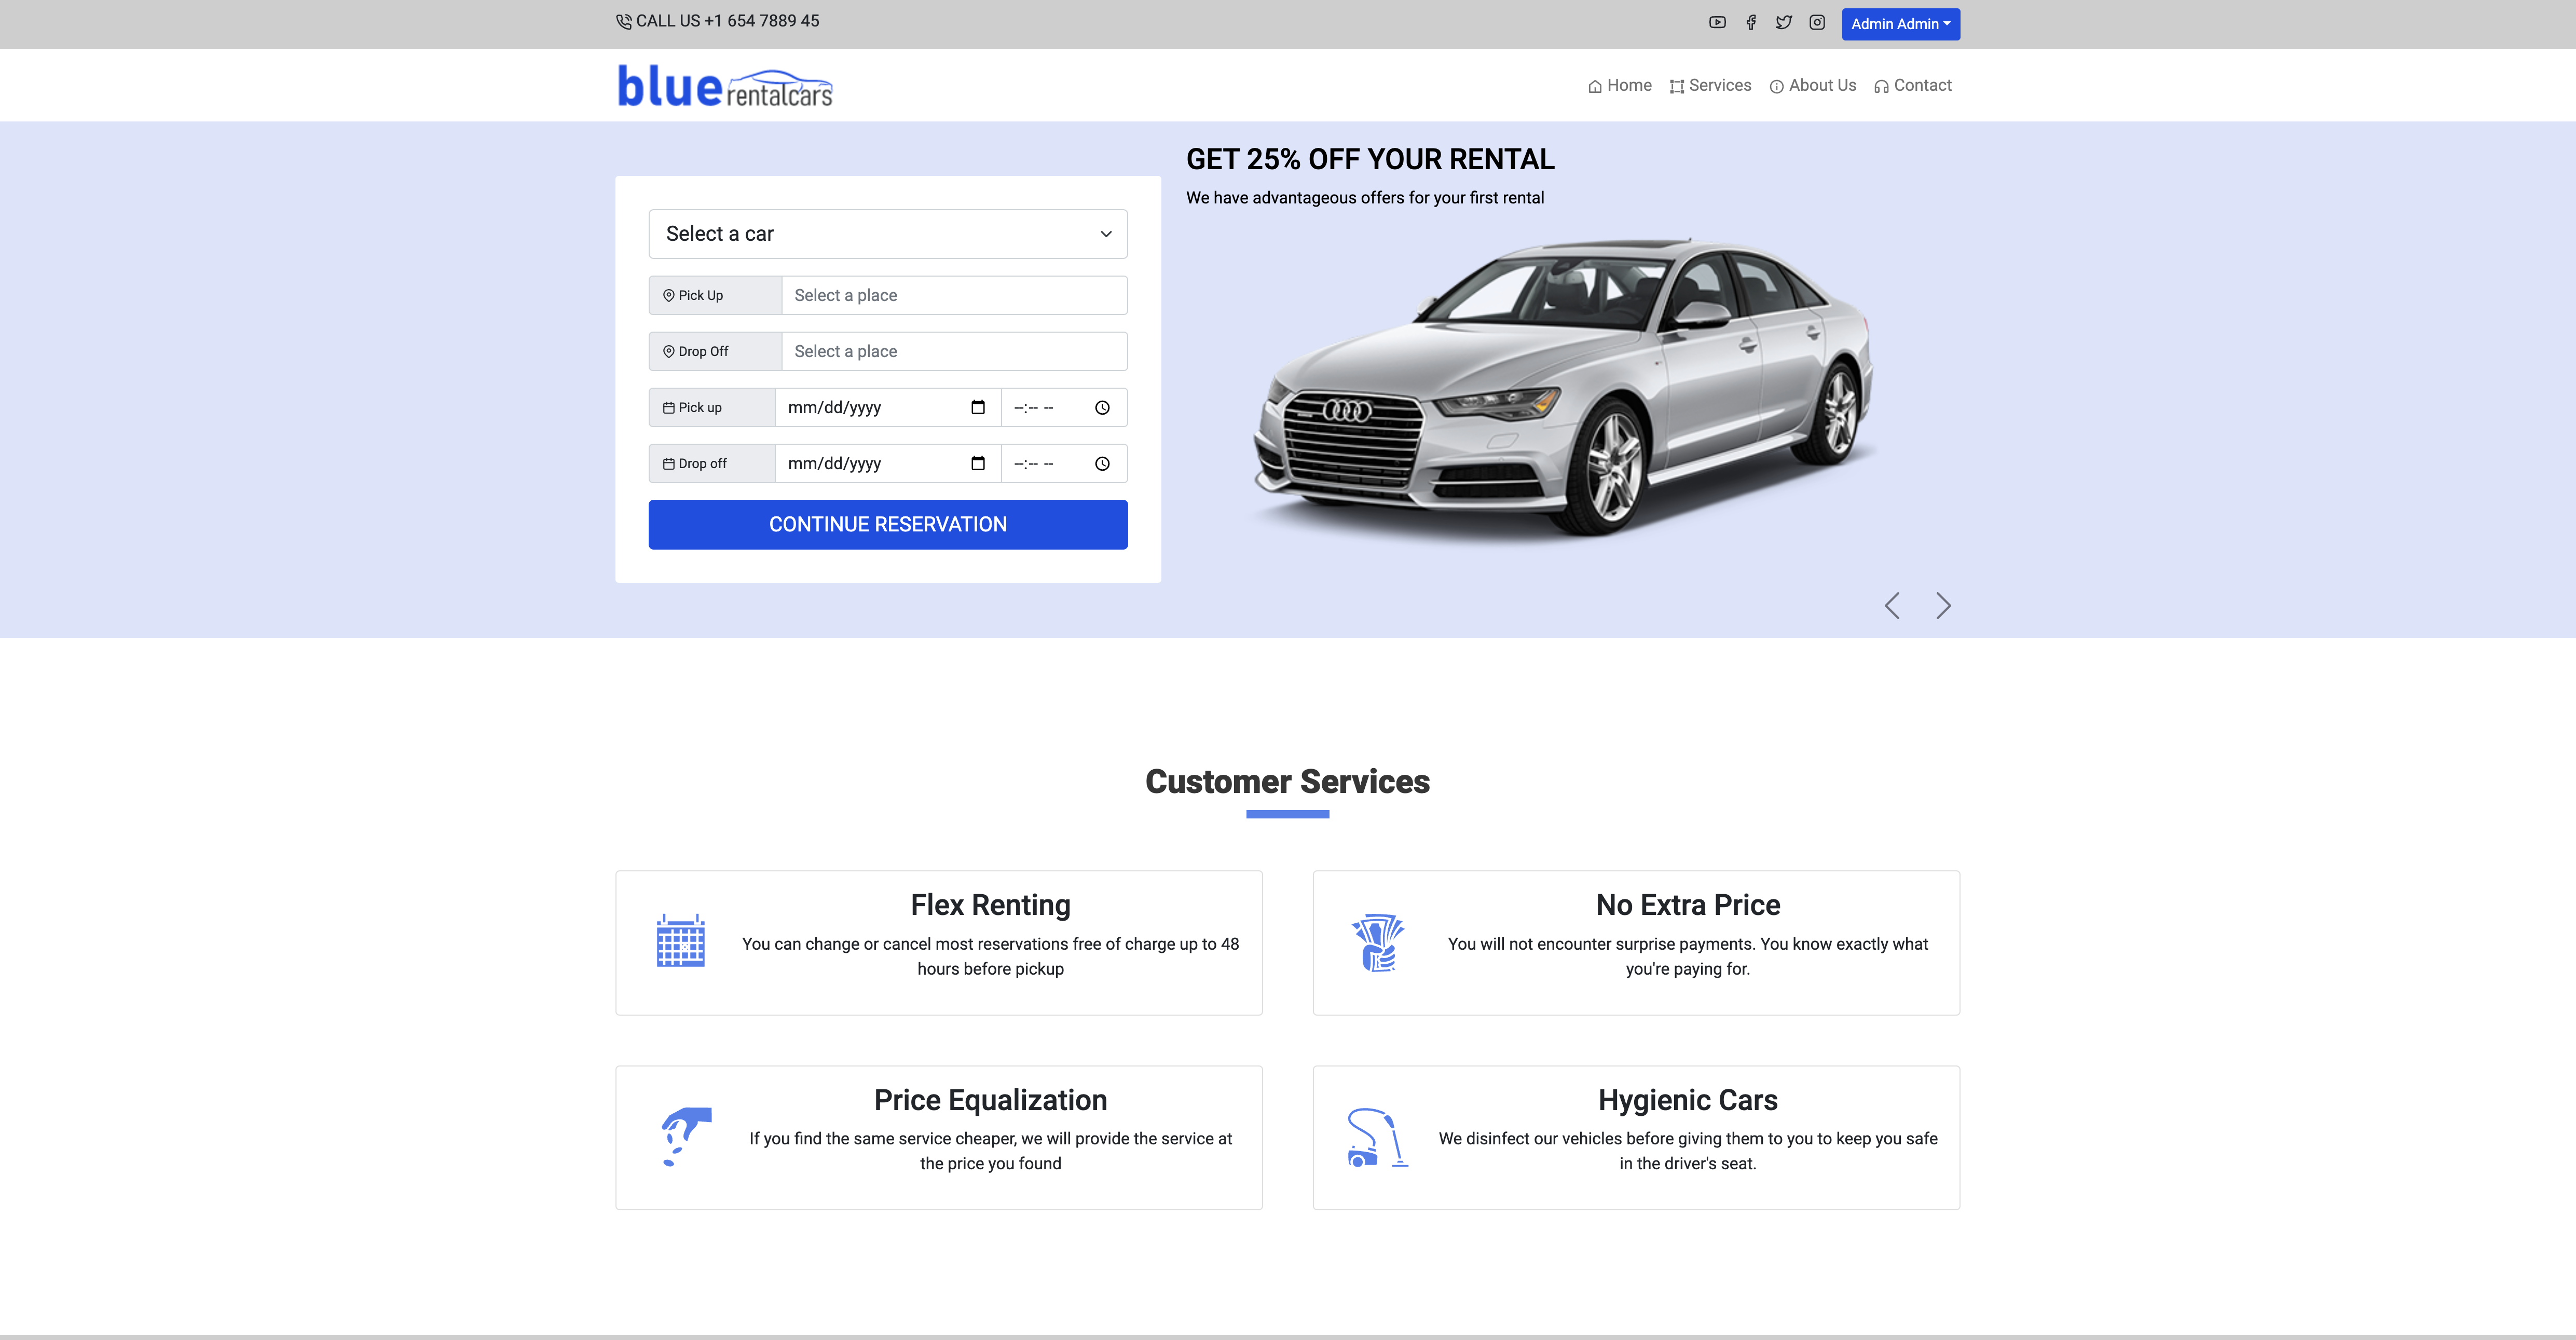 CALL US +1 654 7889 45
Admin Admin
blue rentalcars
Home Services About Us Contact
GET 25% OFF YOUR RENTAL
We have advantageous offers for your first rental
Select a car
Pick Up Select a place
Drop Off Select a place
Pick up mm/dd/yyyy --:-- --
Drop off mm/dd/yyyy --:-- --
CONTINUE RESERVATION
Customer Services
Flex Renting
You can change or cancel most reservations free of charge up to 48
hours before pickup
No Extra Price
You will not encounter surprise payments. You know exactly what
you're paying for.
Price Equalization
If you find the same service cheaper, we will provide the service at
the price you found
Hygienic Cars
We disinfect our vehicles before giving them to you to keep you safe
in the driver's seat.